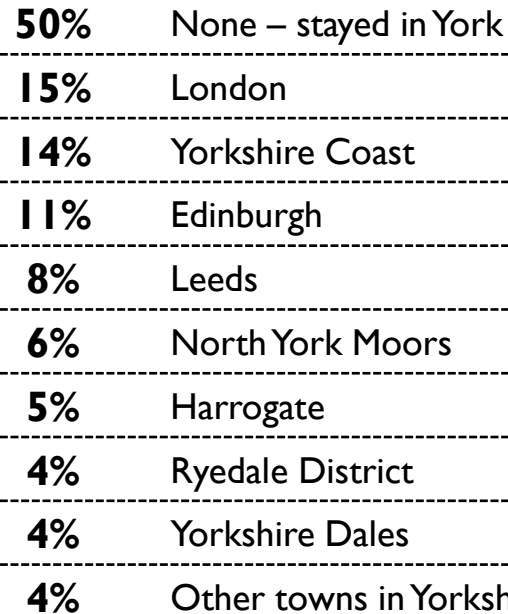 50% None – stayed in York
15% London
14% Yorkshire Coast
11% Edinburgh
8% Leeds
6% North York Moors
5% Harrogate
4% Ryedale District
4% Yorkshire Dales
4% Other towns in